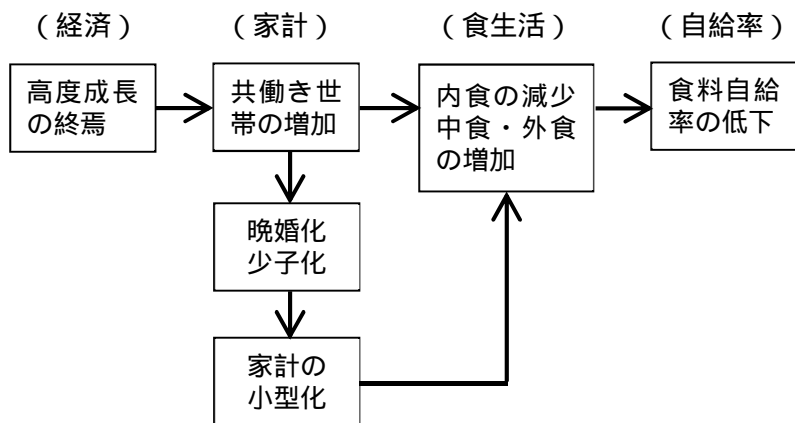 （経済）
（家計）
（食生活）
（自給率）
高度成長
の終焉
共働き世
帯の増加
内食の減少
中食・外食
の増加
食料自給
率の低下
晩婚化
少子化
家計の
小型化